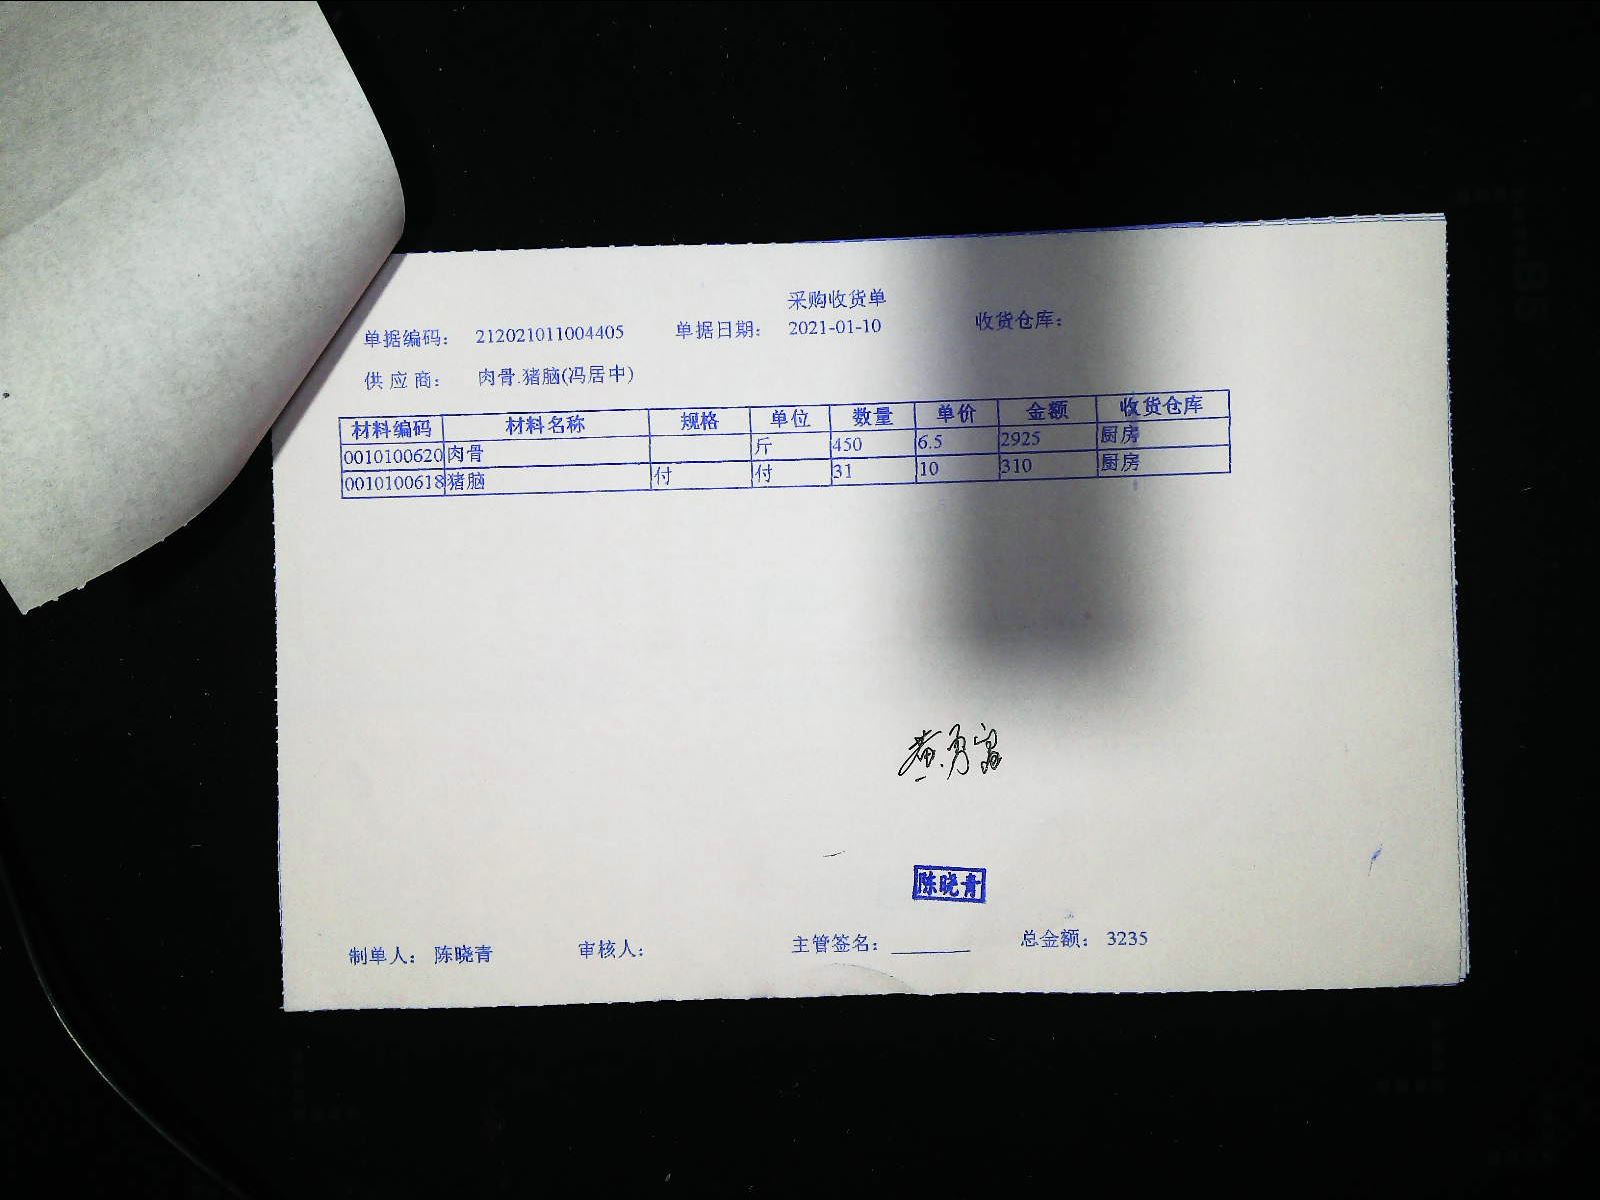 采购收货单
单据编码: 212021011004405 单据日期: 2021-01-10 收货仓库:
供 应 商: 肉骨.猪脑(冯居中)
材料编码 材料名称 规格 单位 数量 单价 金额 收货仓库
0010100620 肉骨 斤 450 6.5 2925 厨房
0010100618 猪脑 付 付 31 10 310 厨房
黄勇富
陈晓青
制单人: 陈晓青 审核人: 主管签名: 总金额: 3235